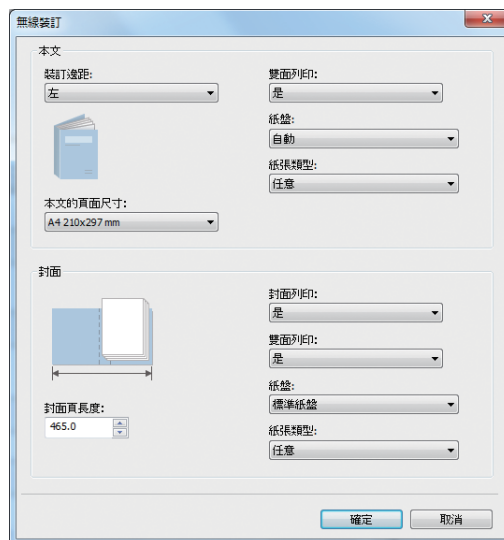 無線裝訂
本文
裝訂邊距:
左
雙面列印:
是
紙盤:
自動
紙張類型:
任意
本文的頁面尺寸:
A4 210x297 mm
封面
封面列印:
是
雙面列印:
是
紙盤:
標準紙盤
紙張類型:
任意
封面頁長度:
465.0
確定
取消